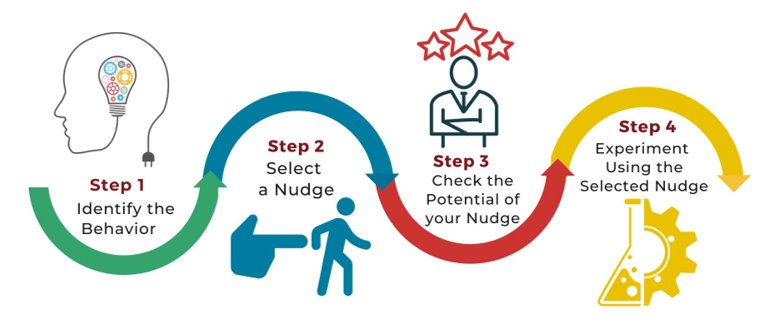 Step 1
Identify the
Behavior
Step 2
Select
a Nudge
Step 3
Check the
Potential of
your Nudge
Step 4
Experiment
Using the
Selected Nudge